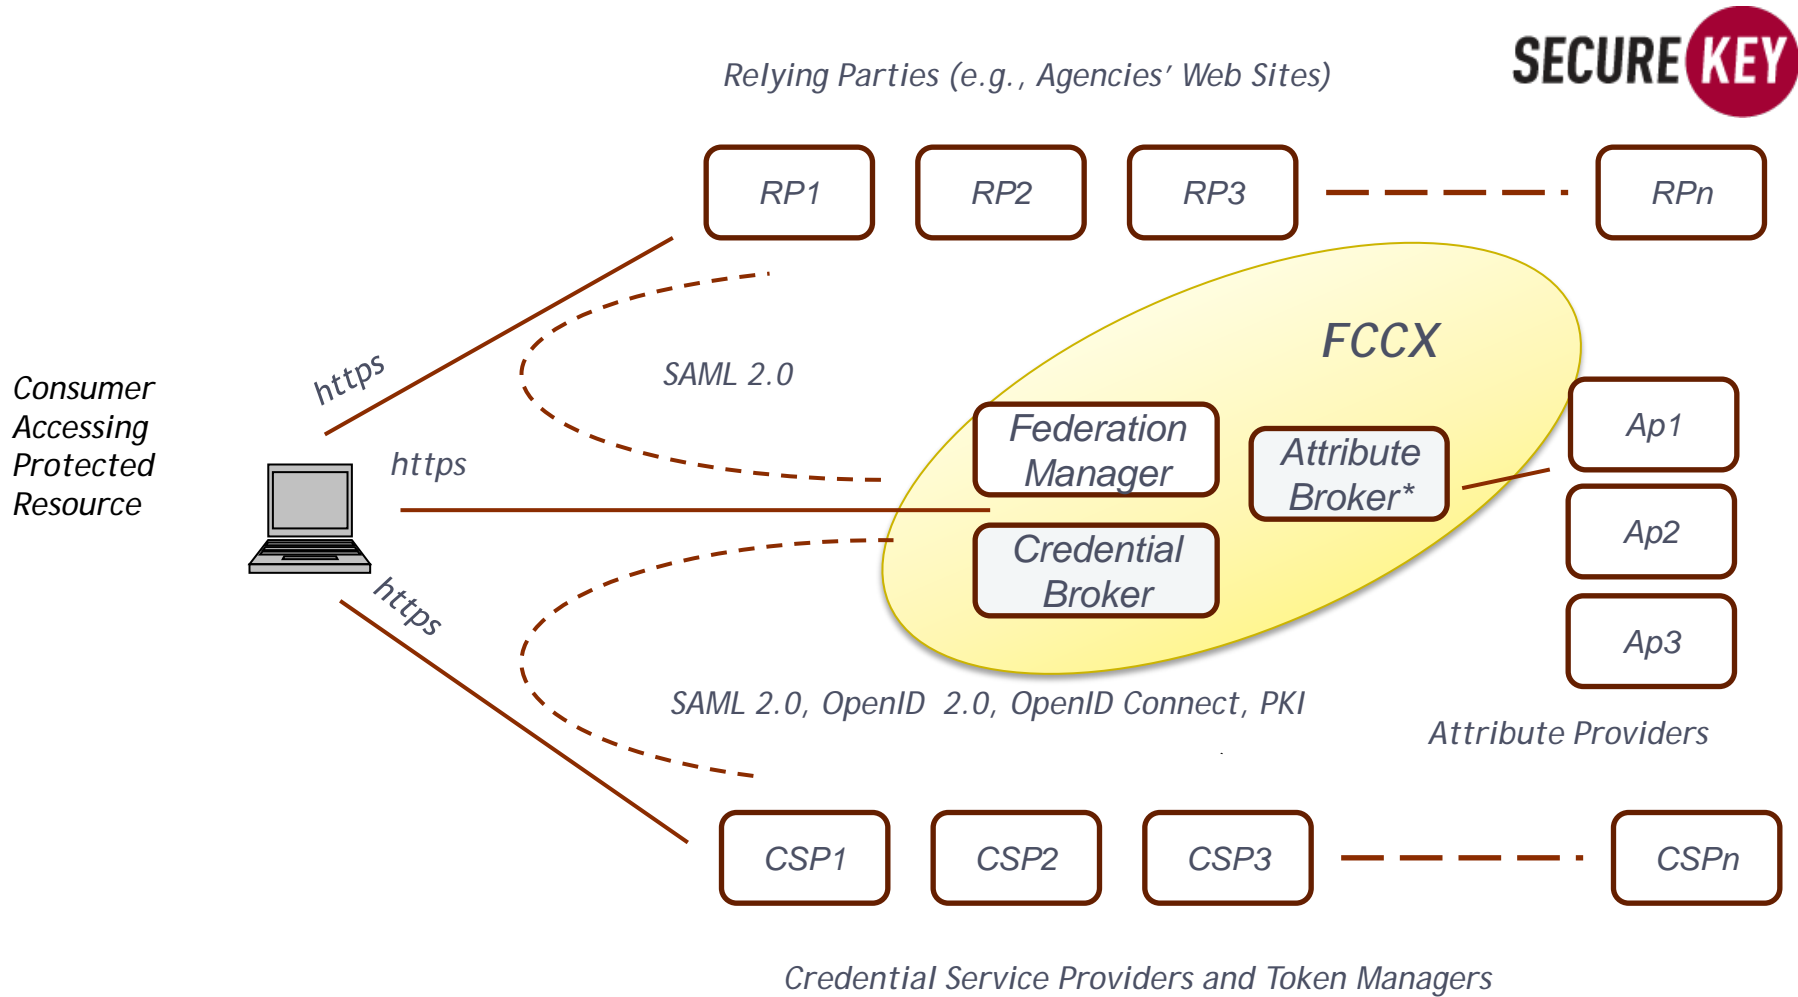 SECURE KEY
Relying Parties (e.g., Agencies’ Web Sites)
RP1
RP2
RP3
RPn
FCCX
https
SAML 2.0
Consumer
Accessing
Protected
Resource
https
Federation
Manager
Attribute
Broker*
Ap1
Credential
Broker
Ap2
https
Ap3
SAML 2.0, OpenID 2.0, OpenID Connect, PKI
Attribute Providers
CSP1
CSP2
CSP3
CSPn
Credential Service Providers and Token Managers